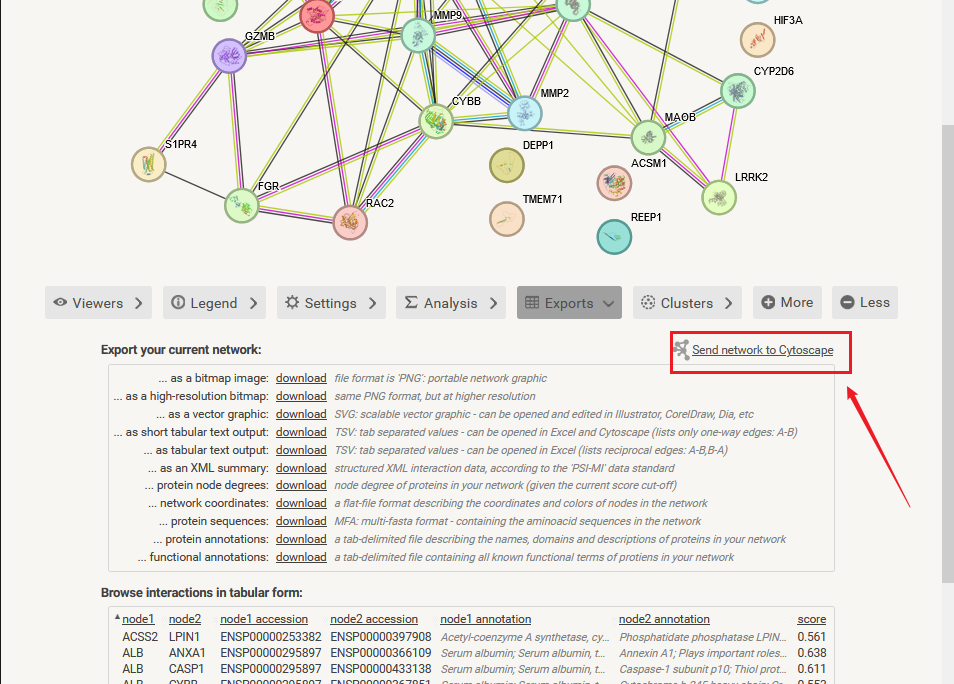 MMP9
HIF3A
GZMB
CYP2D6
CYBB
MMP2
MAOB
S1PR4
DEPP1
ACSM1
FGR
LRRK2
RAC2
TMEM71
REEP1
Viewers
Legend
Settings
Analysis
Exports
Clusters
More
Less
Export your current network:
Send network to Cytoscape
... as a bitmap image: download file format is 'PNG': portable network graphic
... as a high-resolution bitmap: download same PNG format, but at higher resolution
... as a vector graphic: download SVG: scalable vector graphic - can be opened and edited in Illustrator, CorelDraw, Dia, etc
... as short tabular text output: download TSV: tab separated values - can be opened in Excel and Cytoscape (lists only one-way edges: A-B)
... as tabular text output: download TSV: tab separated values - can be opened in Excel (lists reciprocal edges: A-B,B-A)
... as an XML summary: download structured XML interaction data, according to the 'PSI-MI' data standard
... protein node degrees: download node degree of proteins in your network (given the current score cut-off)
... network coordinates: download a flat-file format describing the coordinates and colors of nodes in the network
... protein sequences: download MFA: multi-fasta format - containing the aminoacid sequences in the network
... protein annotations: download a tab-delimited file describing the names, domains and descriptions of proteins in your network
... functional annotations: download a tab-delimited file containing all known functional terms of protiens in your network
Browse interactions in tabular form:
node1 node2 node1 accession node2 accession node1 annotation node2 annotation score
ACSS2 LPIN1 ENSP00000253382 ENSP00000397908 Acetyl-coenzyme A synthetase, cy... Phosphatidate phosphatase LPIN... 0.561
ALB ANXA1 ENSP00000295897 ENSP00000366109 Serum albumin; Serum albumin, t... Annexin A1; Plays important roles... 0.638
ALB CASP1 ENSP00000295897 ENSP00000433138 Serum albumin; Serum albumin, t... Caspase-1 subunit p10; Thiol prot... 0.611